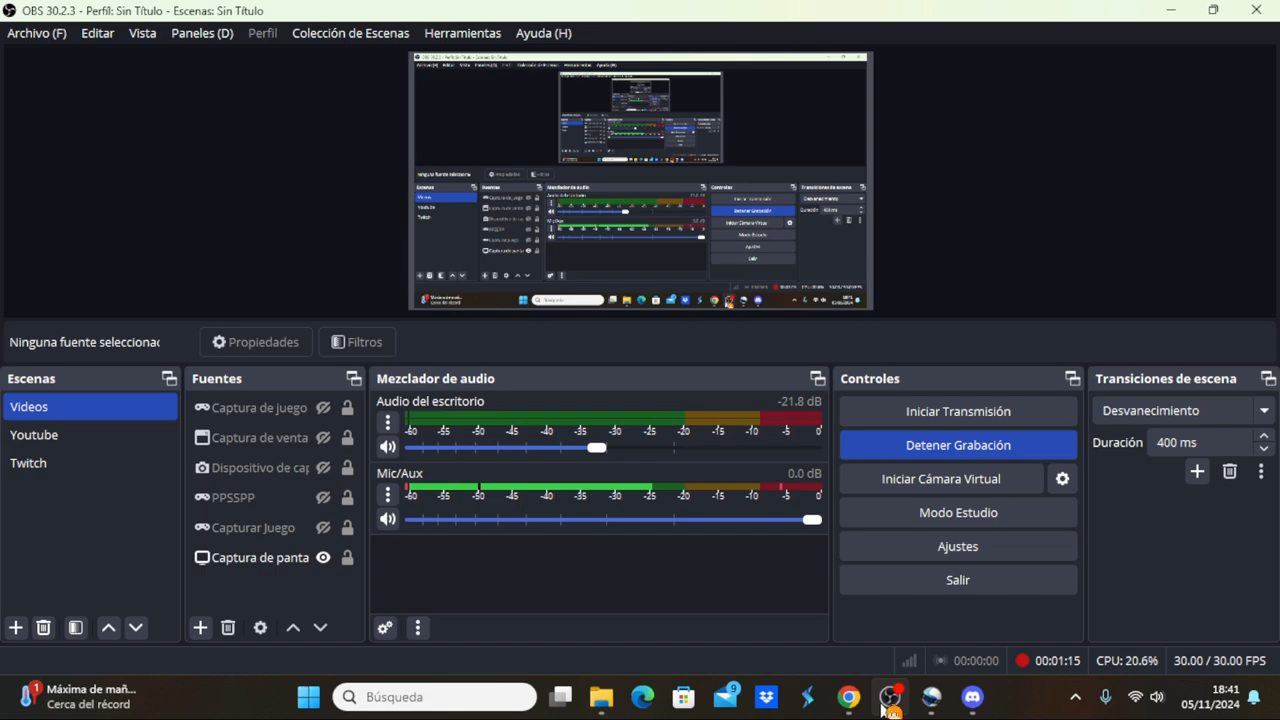 OBS 30.2.3 - Perfil: Sin Título - Escenas: Sin Título
Archivo (F) Editar Vista Paneles (D) Perfil Colección de Escenas Herramientas Ayuda (H)
Ninguna fuente seleccionac Propiedades Filtros
Escenas
Videos
Youtube
Twitch
Fuentes
Captura de juego
Captura de venta
Dispositivo de cap
PPSSPP
Capturar Juego
Captura de panta
Mezclador de audio
Audio del escritorio -21.8 dB
-60 -55 -50 -45 -40 -35 -30 -25 -20 -15 -10 -5 0
Mic/Aux 0.0 dB
-60 -55 -50 -45 -40 -35 -30 -25 -20 -15 -10 -5 0
Controles
Iniciar Transmisión
Detener Grabación
Iniciar Cámara Virtual
Modo Estudio
Ajustes
Salir
Transiciones de escena
Desvanecimiento
Duración 400 ms
00:00:00 00:01:15 CPU: 20.6% 30.00 / 30.00 FPS
1
Máxima de mañ...
Cerca del récord
Búsqueda
9
18:41
05/11/2024